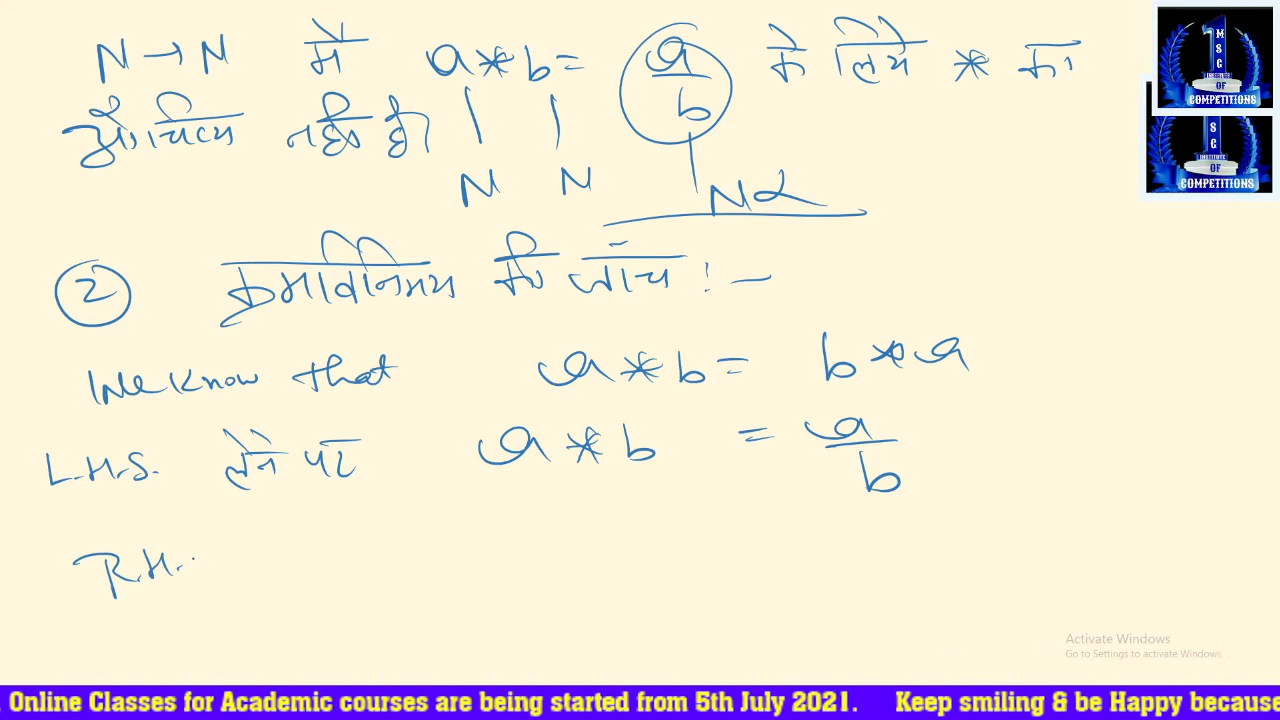 N → N में a * b = a/b के लिये * का
औचित्य नहीं है।
N N N
2 क्रमविनिमय की जाँच :-
We know that a * b = b * a
L.H.S. लेने पर a * b = a/b
R.H.
MSC
INSTITUTE
OF
COMPETITIONS
SC
INSTITUTE
OF
COMPETITIONS
Activate Windows
Go to Settings to activate Windows.
Online Classes for Academic courses are being started from 5th July 2021. Keep smiling & be Happy because